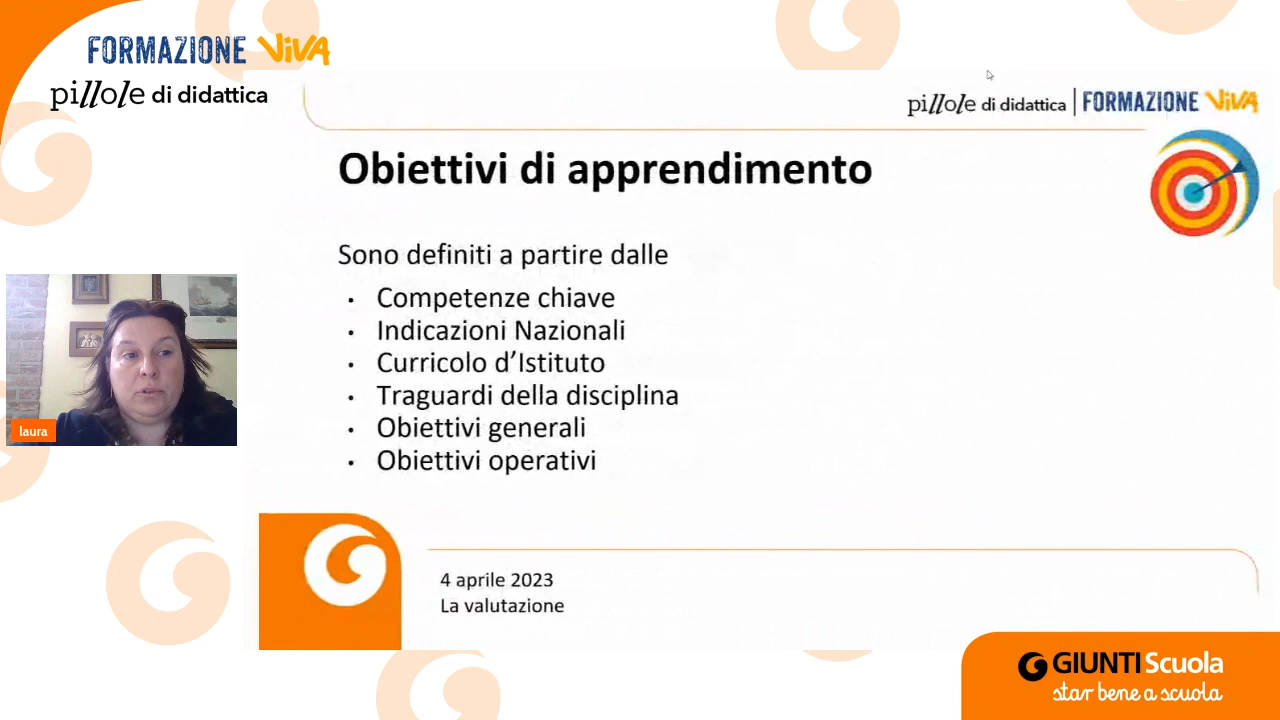 FORMAZIONE VIVA
pillole di didattica
pillole di didattica | FORMAZIONE VIVA
Obiettivi di apprendimento
Sono definiti a partire dalle
• Competenze chiave
• Indicazioni Nazionali
• Curricolo d’Istituto
• Traguardi della disciplina
• Obiettivi generali
• Obiettivi operativi
laura
4 aprile 2023
La valutazione
GIUNTI Scuola
star bene a scuola